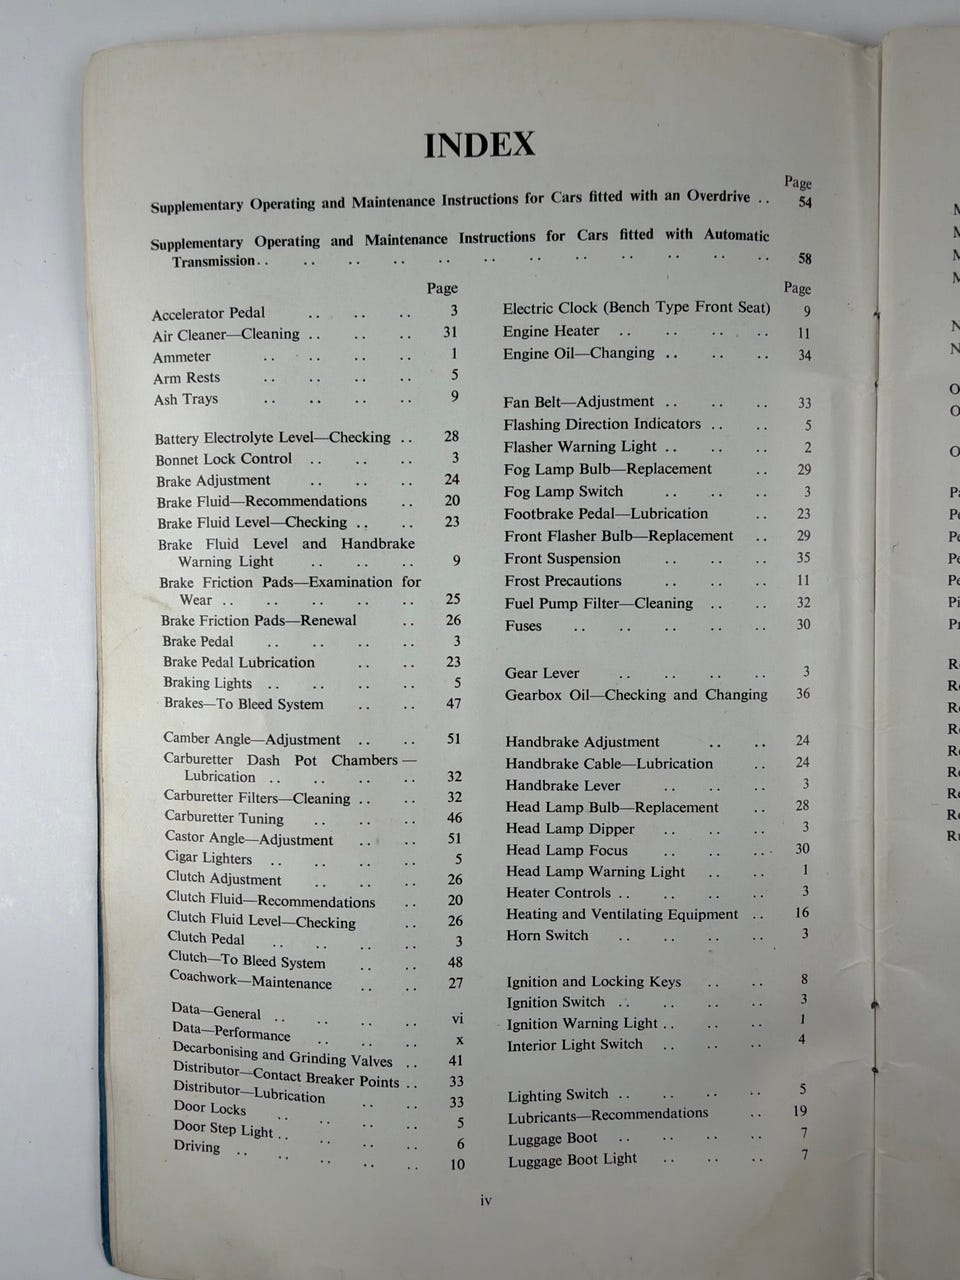 INDEX
Page
Supplementary Operating and Maintenance Instructions for Cars fitted with an Overdrive .. 54
Supplementary Operating and Maintenance Instructions for Cars fitted with Automatic
Transmission.. .. .. .. .. .. .. .. .. .. .. .. 58
Page
Accelerator Pedal .. .. .. 3
Air Cleaner—Cleaning .. .. .. 31
Ammeter .. .. .. .. 1
Arm Rests .. .. .. .. 5
Ash Trays .. .. .. .. 9
Battery Electrolyte Level—Checking .. 28
Bonnet Lock Control .. .. .. 3
Brake Adjustment .. .. .. 24
Brake Fluid—Recommendations .. 20
Brake Fluid Level—Checking .. .. 23
Brake Fluid Level and Handbrake
Warning Light .. .. .. 9
Brake Friction Pads—Examination for
Wear .. .. .. .. .. 25
Brake Friction Pads—Renewal .. 26
Brake Pedal .. .. .. .. 3
Brake Pedal Lubrication .. .. 23
Braking Lights .. .. .. .. 5
Brakes—To Bleed System .. .. 47
Camber Angle—Adjustment .. .. 51
Carburetter Dash Pot Chambers—
Lubrication .. .. .. .. 32
Carburetter Filters—Cleaning .. .. 32
Carburetter Tuning .. .. .. 46
Castor Angle—Adjustment .. .. 51
Cigar Lighters .. .. .. .. 5
Clutch Adjustment .. .. .. 26
Clutch Fluid—Recommendations .. 20
Clutch Fluid Level—Checking .. 26
Clutch Pedal .. .. .. .. 3
Clutch—To Bleed System .. .. 48
Coachwork—Maintenance .. .. 27
Data—General .. .. .. .. vi
Data—Performance .. .. .. x
Decarbonising and Grinding Valves .. 41
Distributor—Contact Breaker Points .. 33
Distributor—Lubrication .. .. 33
Door Locks .. .. .. .. 5
Door Step Light .. .. .. .. 6
Driving .. .. .. .. .. 10
Page
Electric Clock (Bench Type Front Seat) 9
Engine Heater .. .. .. .. 11
Engine Oil—Changing .. .. .. 34
Fan Belt—Adjustment .. .. .. 33
Flashing Direction Indicators .. .. 5
Flasher Warning Light .. .. .. 2
Fog Lamp Bulb—Replacement .. 29
Fog Lamp Switch .. .. .. 3
Footbrake Pedal—Lubrication .. 23
Front Flasher Bulb—Replacement .. 29
Front Suspension .. .. .. 35
Frost Precautions .. .. .. 11
Fuel Pump Filter—Cleaning .. .. 32
Fuses .. .. .. .. .. 30
Gear Lever .. .. .. .. 3
Gearbox Oil—Checking and Changing 36
Handbrake Adjustment .. .. 24
Handbrake Cable—Lubrication .. 24
Handbrake Lever .. .. .. 3
Head Lamp Bulb—Replacement .. 28
Head Lamp Dipper .. .. .. 3
Head Lamp Focus .. .. .. 30
Head Lamp Warning Light .. .. 1
Heater Controls .. .. .. .. 3
Heating and Ventilating Equipment .. 16
Horn Switch .. .. .. .. 3
Ignition and Locking Keys .. .. 8
Ignition Switch .. .. .. .. 3
Ignition Warning Light .. .. .. 1
Interior Light Switch .. .. .. 4
Lighting Switch .. .. .. .. 5
Lubricants—Recommendations .. 19
Luggage Boot .. .. .. .. 7
Luggage Boot Light .. .. .. 7
iv